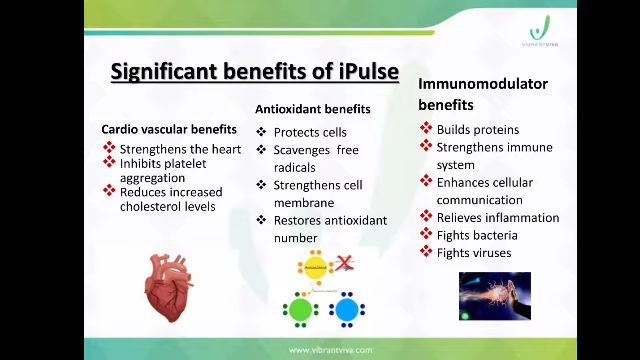 VIBRANTVIVA
Significant benefits of iPulse
Cardio vascular benefits
Strengthens the heart
Inhibits platelet
aggregation
Reduces increased
cholesterol levels
Antioxidant benefits
Protects cells
Scavenges free
radicals
Strengthens cell
membrane
Restores antioxidant
number
Immunomodulator
benefits
Builds proteins
Strengthens immune
system
Enhances cellular
communication
Relieves inflammation
Fights bacteria
Fights viruses
www.vibrantviva.com